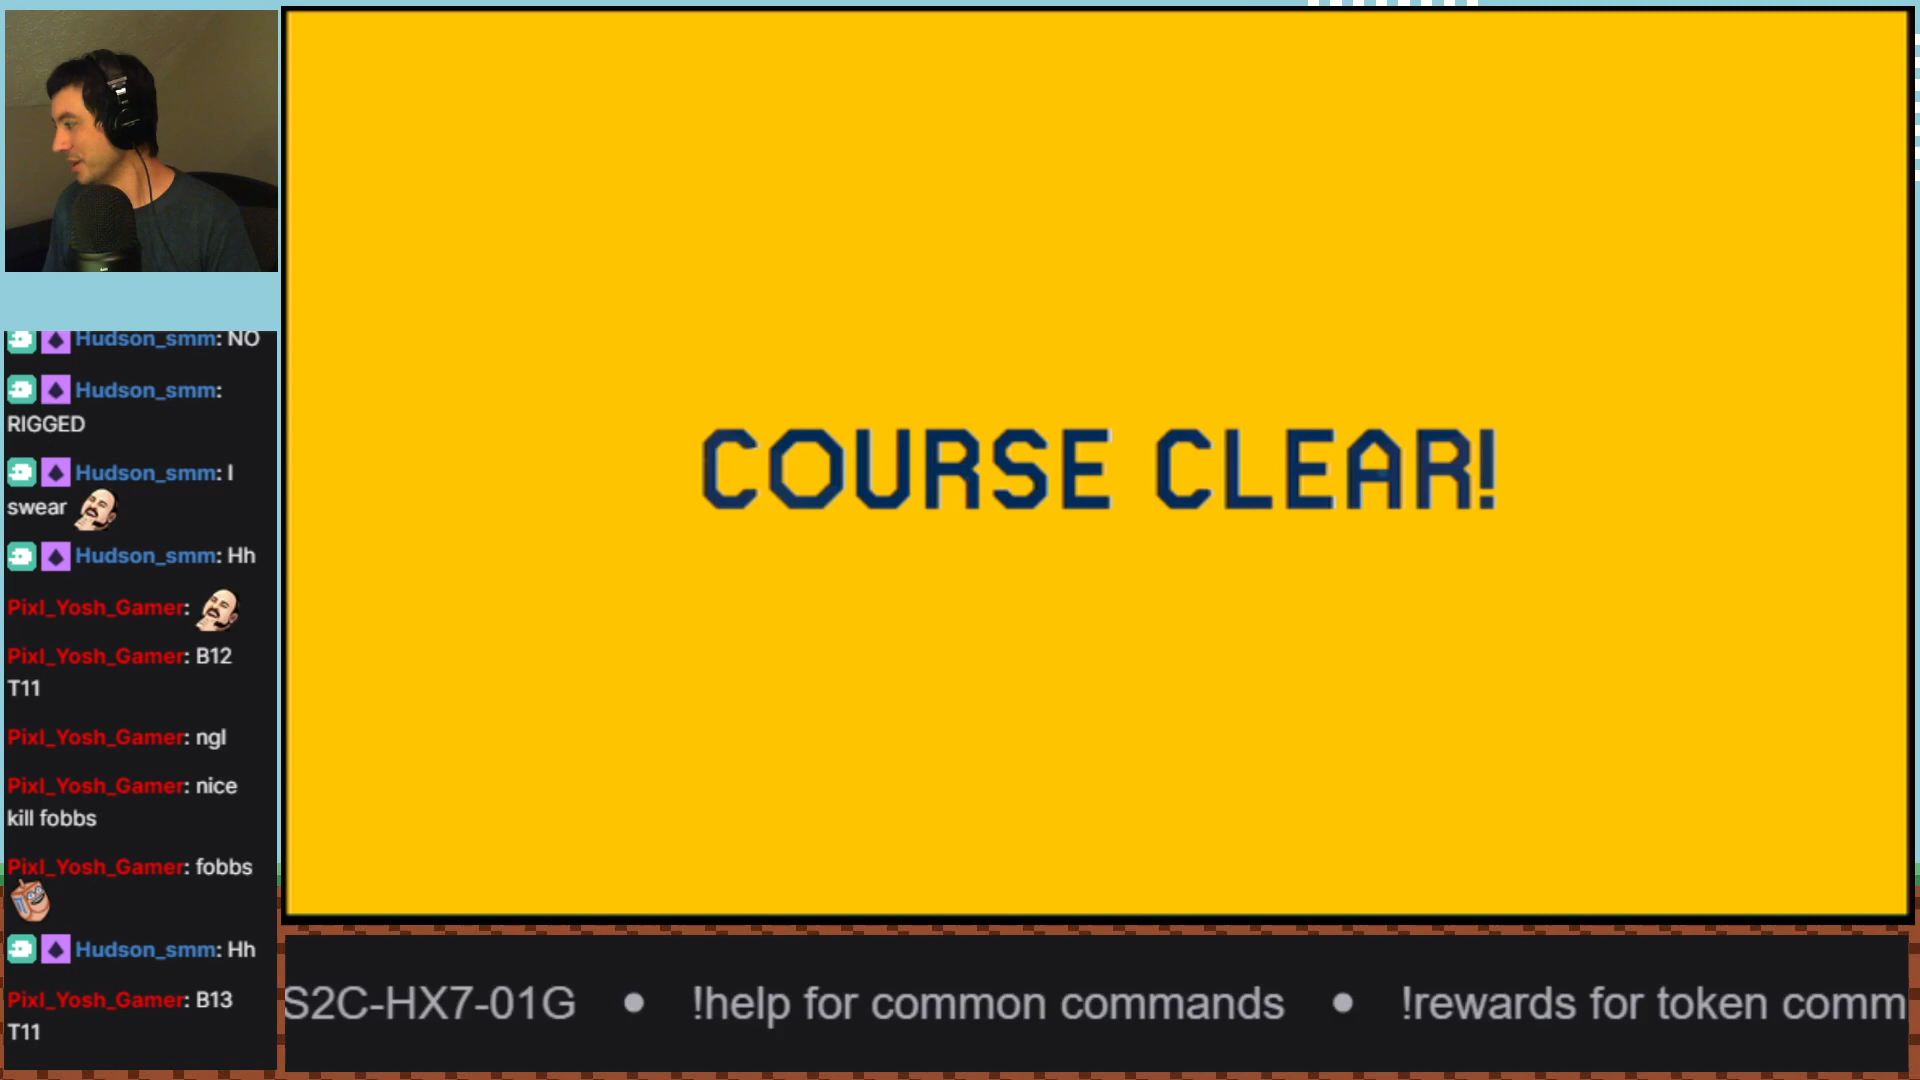 Hudson_smm: NO
Hudson_smm:
RIGGED
Hudson_smm: I
swear
Hudson_smm: Hh
Pixl_Yosh_Gamer:
Pixl_Yosh_Gamer: B12
T11
Pixl_Yosh_Gamer: ngl
Pixl_Yosh_Gamer: nice
kill fobbs
Pixl_Yosh_Gamer: fobbs
Hudson_smm: Hh
Pixl_Yosh_Gamer: B13
T11
COURSE CLEAR!
S2C-HX7-01G • !help for common commands • !rewards for token comm